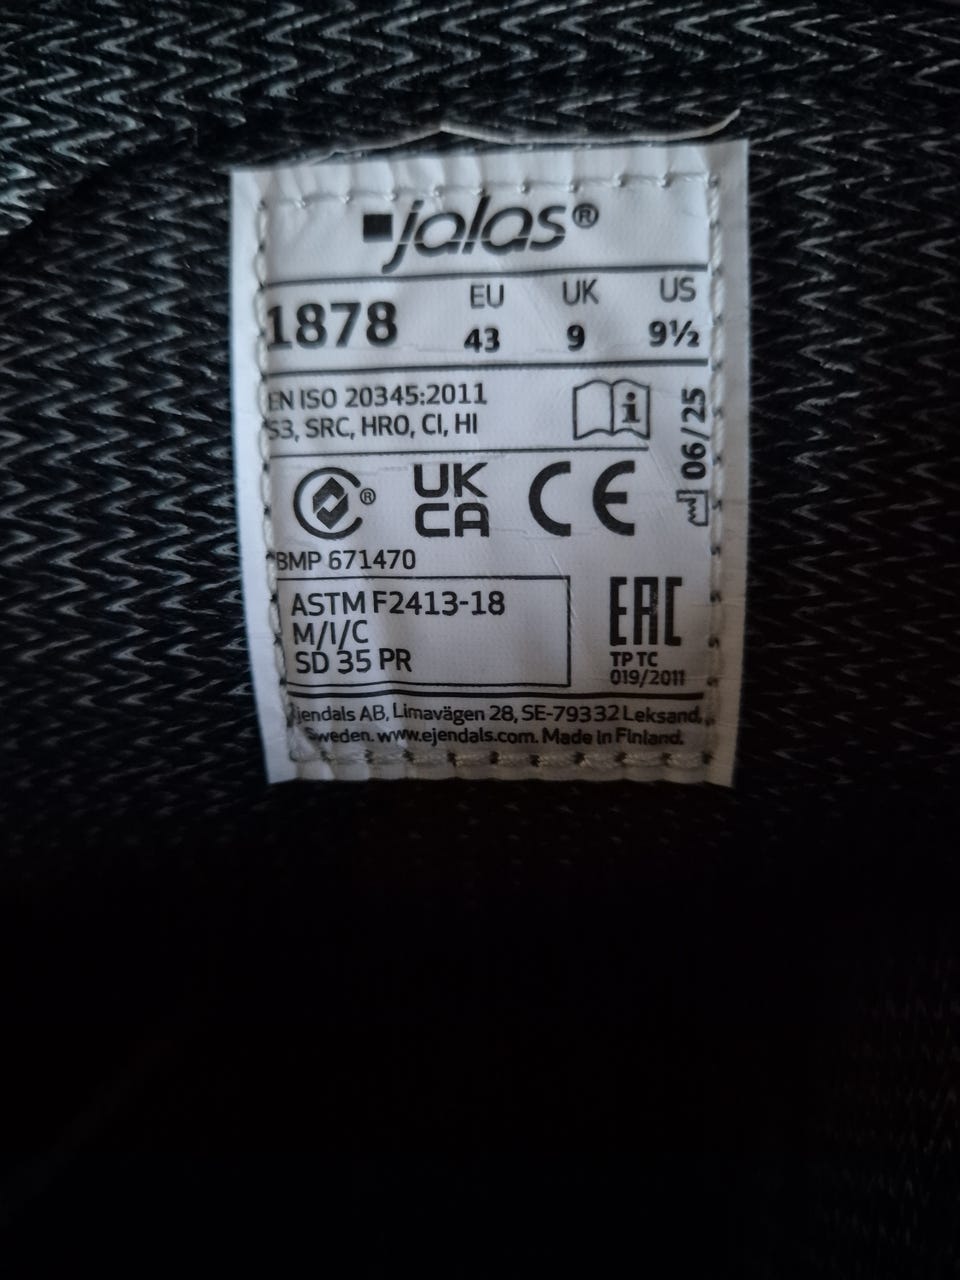 jalas®
1878 EU 43 UK 9 US 9½
EN ISO 20345:2011
S3, SRC, HRO, CI, HI
06/25
® UK CA CE
BMP 671470
ASTM F2413-18
M/I/C
SD 35 PR
EAC
TP TC
019/2011
Ejendals AB, Limavägen 28, SE-79332 Leksand,
Sweden. www.ejendals.com. Made in Finland.